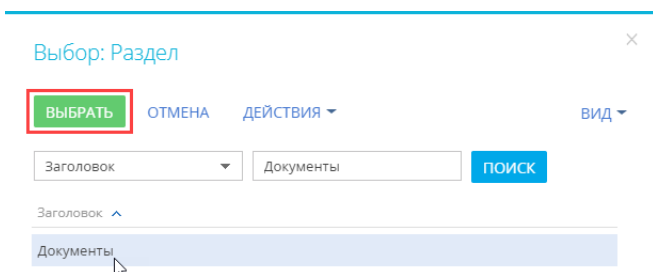 Выбор: Раздел
ВЫБРАТЬ ОТМЕНА ДЕЙСТВИЯ ВИД
Заголовок Документы ПОИСК
Заголовок
Документы